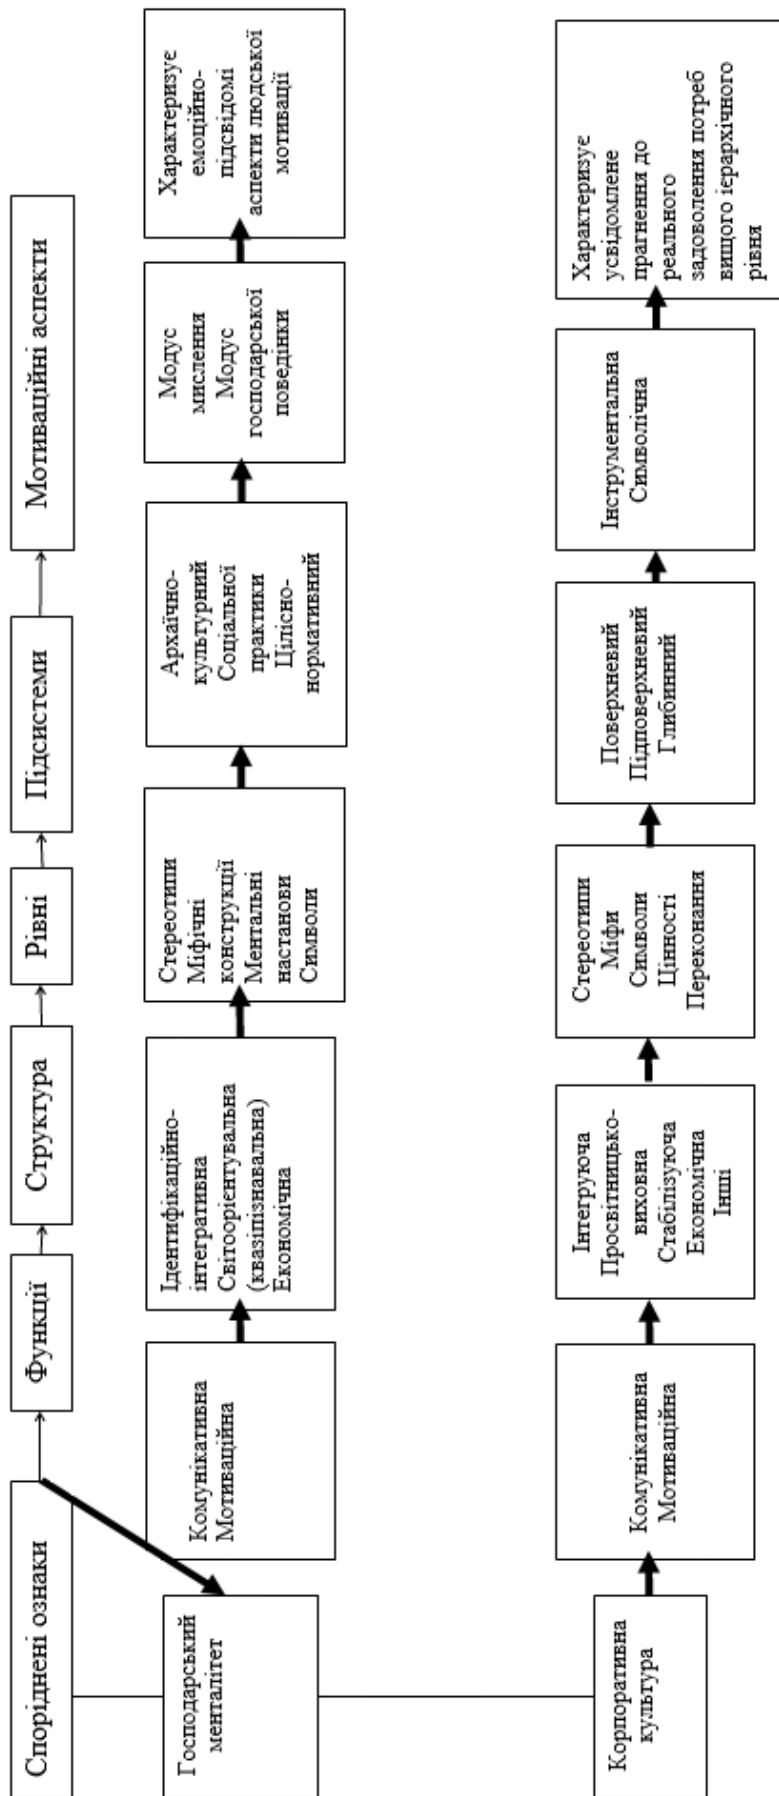 Споріднені ознаки
Функції
Структура
Рівні
Підсистеми
Мотиваційні аспекти
Господарський
менталітет
Комунікативна
Мотиваційна
Ідентифікаційно-
інтегративна
Світоорієнтувальна
(квазіпізнавальна)
Економічна
Стереотипи
Міфічні
конструкції
Ментальні
настанови
Символи
Архаїчно-
культурний
Соціальної
практики
Цілісно-
нормативний
Модус
мислення
Модус
господарської
поведінки
Характеризує
емоційно-
підсвідомі
аспекти людської
мотивації
Корпоративна
культура
Комунікативна
Мотиваційна
Інтегруюча
Просвітницько-
виховна
Стабілізуюча
Економічна
Інші
Стереотипи
Міфи
Символи
Цінності
Переконання
Поверхневий
Підповерхневий
Глибинний
Інструментальна
Символічна
Характеризує
усвідомлене
прагнення до
реального
задоволення потреб
вищого ієрархічного
рівня